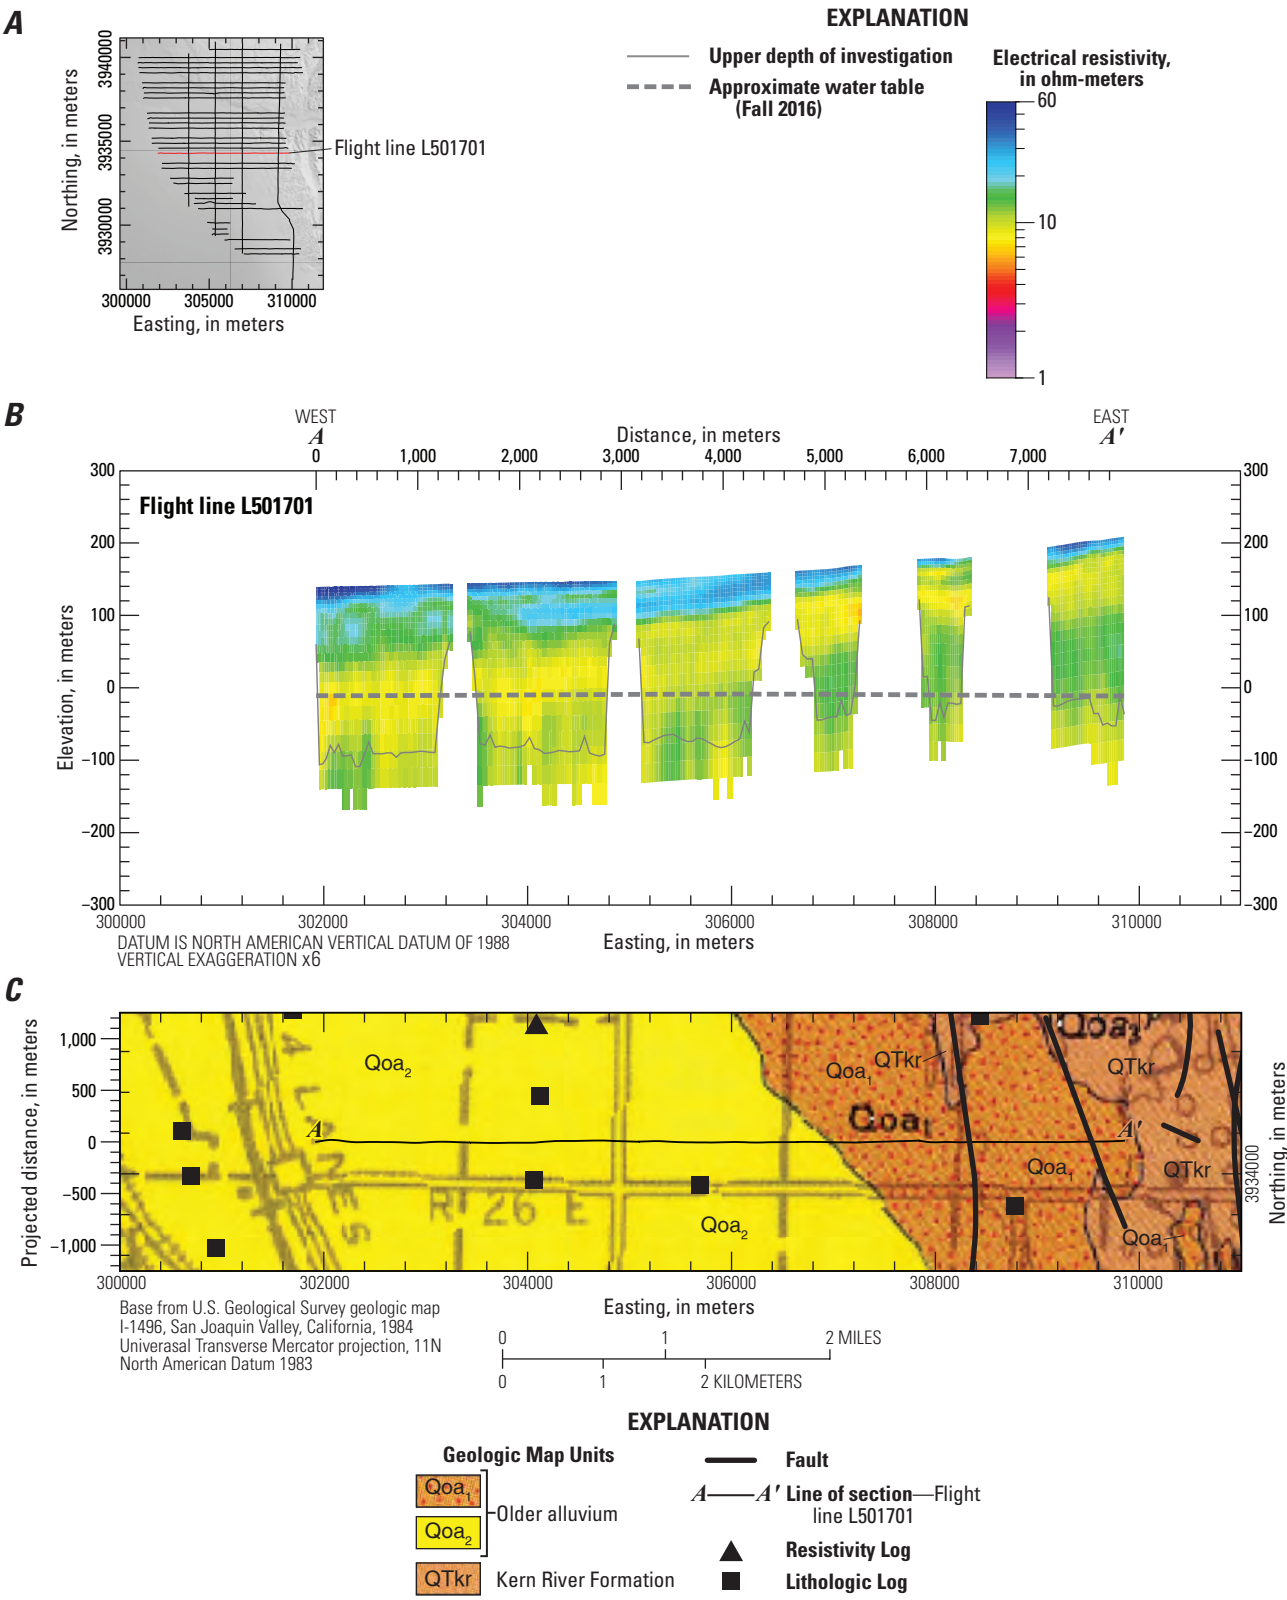 A
EXPLANATION
Upper depth of investigation
Approximate water table
(Fall 2016)
Electrical resistivity,
in ohm-meters
60
10
1
Northing, in meters
3940000
3935000
3930000
Flight line L501701
300000 305000 310000
Easting, in meters
B
WEST
A
EAST
A′
Distance, in meters
0 1,000 2,000 3,000 4,000 5,000 6,000 7,000
Flight line L501701
Elevation, in meters
300
200
100
0
−100
−200
−300
300
200
100
0
−100
−200
−300
300000 302000 304000 306000 308000 310000
Easting, in meters
DATUM IS NORTH AMERICAN VERTICAL DATUM OF 1988
VERTICAL EXAGGERATION x6
C
Projected distance, in meters
1,000
500
0
−500
−1,000
Qoa2
Qoa1
QTkr
Qoa1
Qoa1
QTkr
A
A′
Qoa1
QTkr
R 26 E
Qoa2
Qoa1
3934000
Northing, in meters
300000 302000 304000 306000 308000 310000
Easting, in meters
Base from U.S. Geological Survey geologic map
I-1496, San Joaquin Valley, California, 1984
Univerasal Transverse Mercator projection, 11N
North American Datum 1983
0 1 2 MILES
0 1 2 KILOMETERS
EXPLANATION
Geologic Map Units
Qoa1
Qoa2
Older alluvium
QTkr Kern River Formation
Fault
A A′ Line of section—Flight
line L501701
Resistivity Log
Lithologic Log